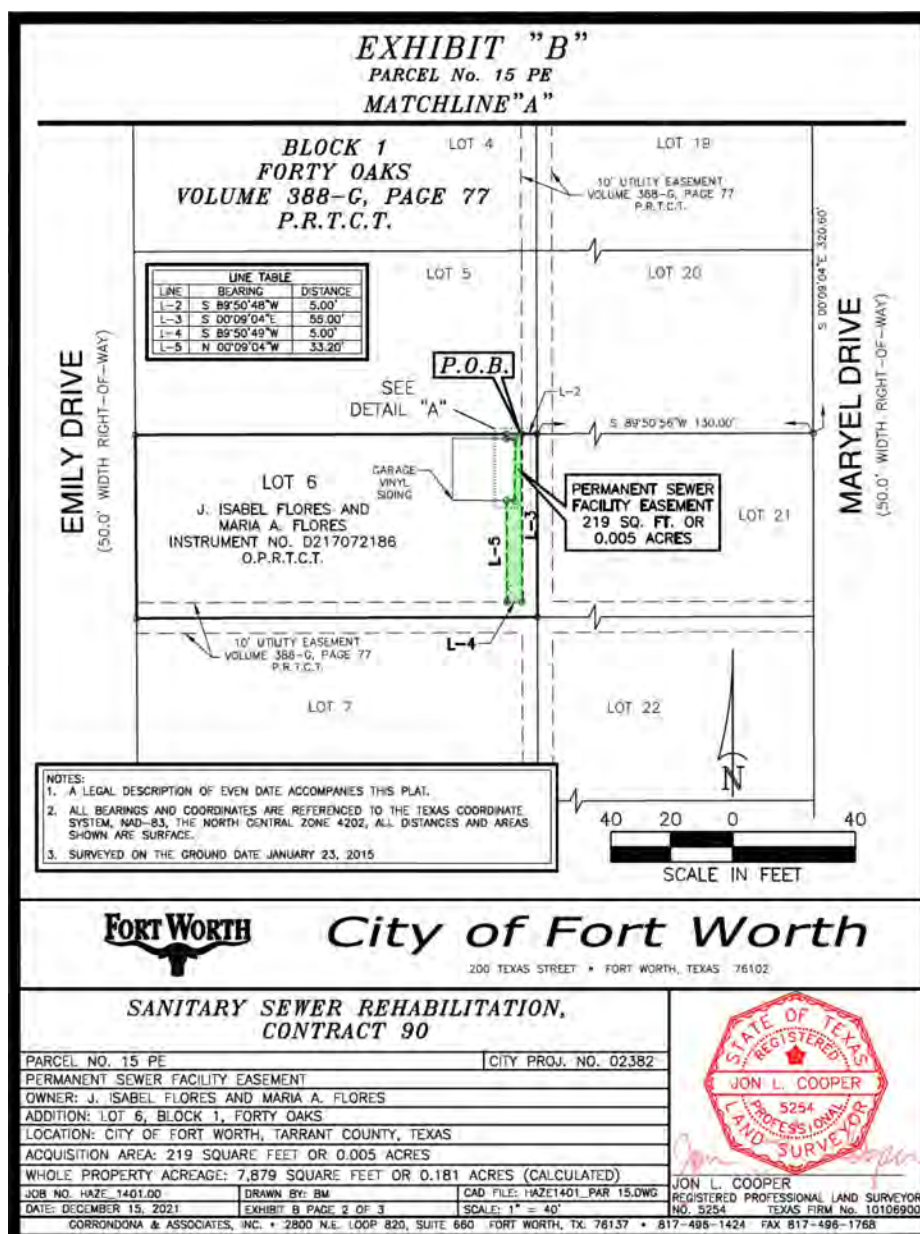 EXHIBIT "B"
PARCEL No. 15 PE
MATCHLINE"A"
BLOCK 1
FORTY OAKS
VOLUME 388-G, PAGE 77
P.R.T.C.T.
LOT 4
LOT 19
10' UTILITY EASEMENT
VOLUME 388-G, PAGE 77
P.R.T.C.T.
S 00°09'04"E 320.60'
LOT 5
LOT 20
LINE TABLE
LINE BEARING DISTANCE
L-2 S 89°50'48"W 5.00'
L-3 S 00°09'04"E 55.00'
L-4 S 89°50'49"W 5.00'
L-5 N 00°09'04"W 33.20'
EMILY DRIVE
(50.0' WIDTH RIGHT-OF-WAY)
MARYEL DRIVE
(50.0' WIDTH RIGHT-OF-WAY)
P.O.B.
SEE
DETAIL "A"
L-2
S 89°50'56"W 130.00'
GARAGE
VINYL
SIDING
LOT 6
J. ISABEL FLORES AND
MARIA A. FLORES
INSTRUMENT NO. D217072186
O.P.R.T.C.T.
L-5
L-3
PERMANENT SEWER
FACILITY EASEMENT
219 SQ. FT. OR
0.005 ACRES
LOT 21
10' UTILITY EASEMENT
VOLUME 388-G, PAGE 77
P.R.T.C.T.
L-4
LOT 7
LOT 22
N
NOTES:
1. A LEGAL DESCRIPTION OF EVEN DATE ACCOMPANIES THIS PLAT.
2. ALL BEARINGS AND COORDINATES ARE REFERENCED TO THE TEXAS COORDINATE
SYSTEM, NAD-83, THE NORTH CENTRAL ZONE 4202, ALL DISTANCES AND AREAS
SHOWN ARE SURFACE.
3. SURVEYED ON THE GROUND DATE JANUARY 23, 2015
40 20 0 40
SCALE IN FEET
FORT WORTH
City of Fort Worth
200 TEXAS STREET • FORT WORTH, TEXAS 76102
SANITARY SEWER REHABILITATION,
CONTRACT 90
PARCEL NO. 15 PE CITY PROJ. NO. 02382
PERMANENT SEWER FACILITY EASEMENT
OWNER: J. ISABEL FLORES AND MARIA A. FLORES
ADDITION: LOT 6, BLOCK 1, FORTY OAKS
LOCATION: CITY OF FORT WORTH, TARRANT COUNTY, TEXAS
ACQUISITION AREA: 219 SQUARE FEET OR 0.005 ACRES
WHOLE PROPERTY ACREAGE: 7,879 SQUARE FEET OR 0.181 ACRES (CALCULATED)
JOB NO. HAZE_1401.00 DRAWN BY: BM CAD FILE: HAZE1401_PAR 15.DWG
DATE: DECEMBER 15, 2021 EXHIBIT B PAGE 2 OF 3 SCALE: 1" = 40'
STATE OF TEXAS
REGISTERED
JON L. COOPER
5254
PROFESSIONAL
LAND SURVEYOR
JON L. COOPER
REGISTERED PROFESSIONAL LAND SURVEYOR
NO. 5254 TEXAS FIRM No. 10106900
GORRONDONA & ASSOCIATES, INC. • 2800 N.E. LOOP 820, SUITE 660 FORT WORTH, TX. 76137 • 817-496-1424 FAX 817-496-1768